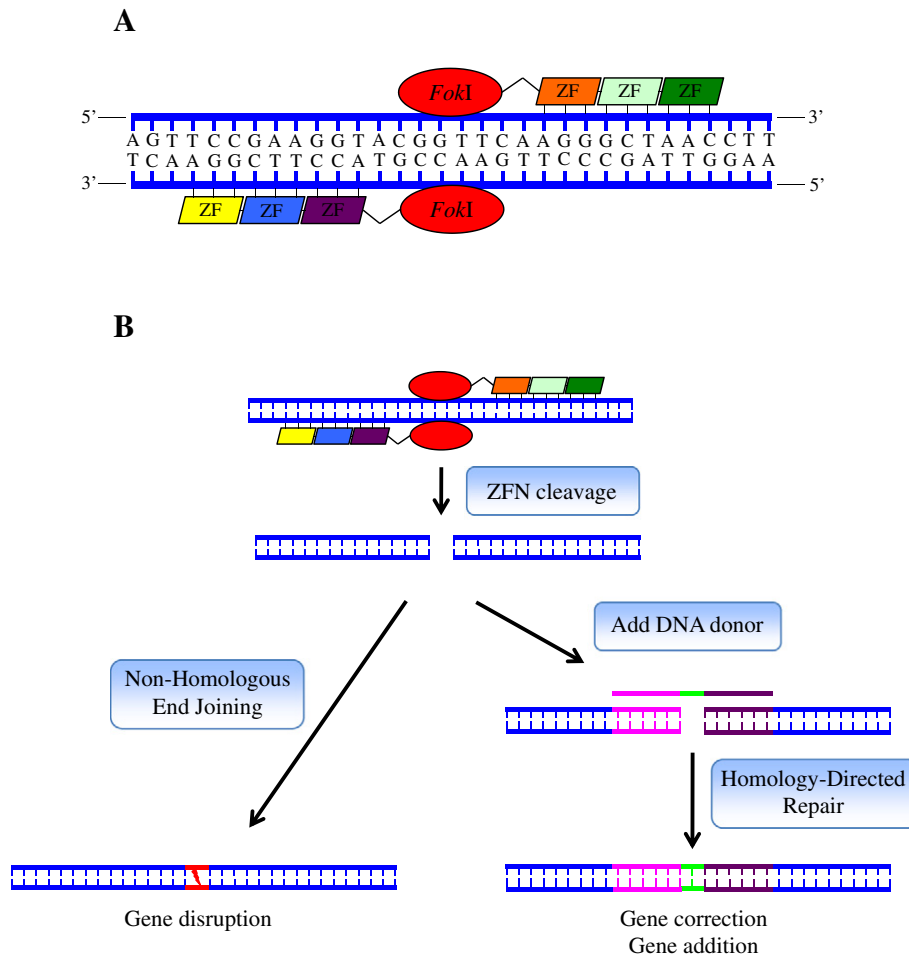 A
FokI ZF ZF ZF
5’ 3’
A G T T C C G A A G G T A C G G T T C A A G G G C T A A C C T T
T C A A G G C T T C C A T G C C A A G T T C C C G A T T G G A A
3’ 5’
ZF ZF ZF FokI
B
ZFN cleavage
Add DNA donor
Non-Homologous
End Joining
Homology-Directed
Repair
Gene disruption
Gene correction
Gene addition